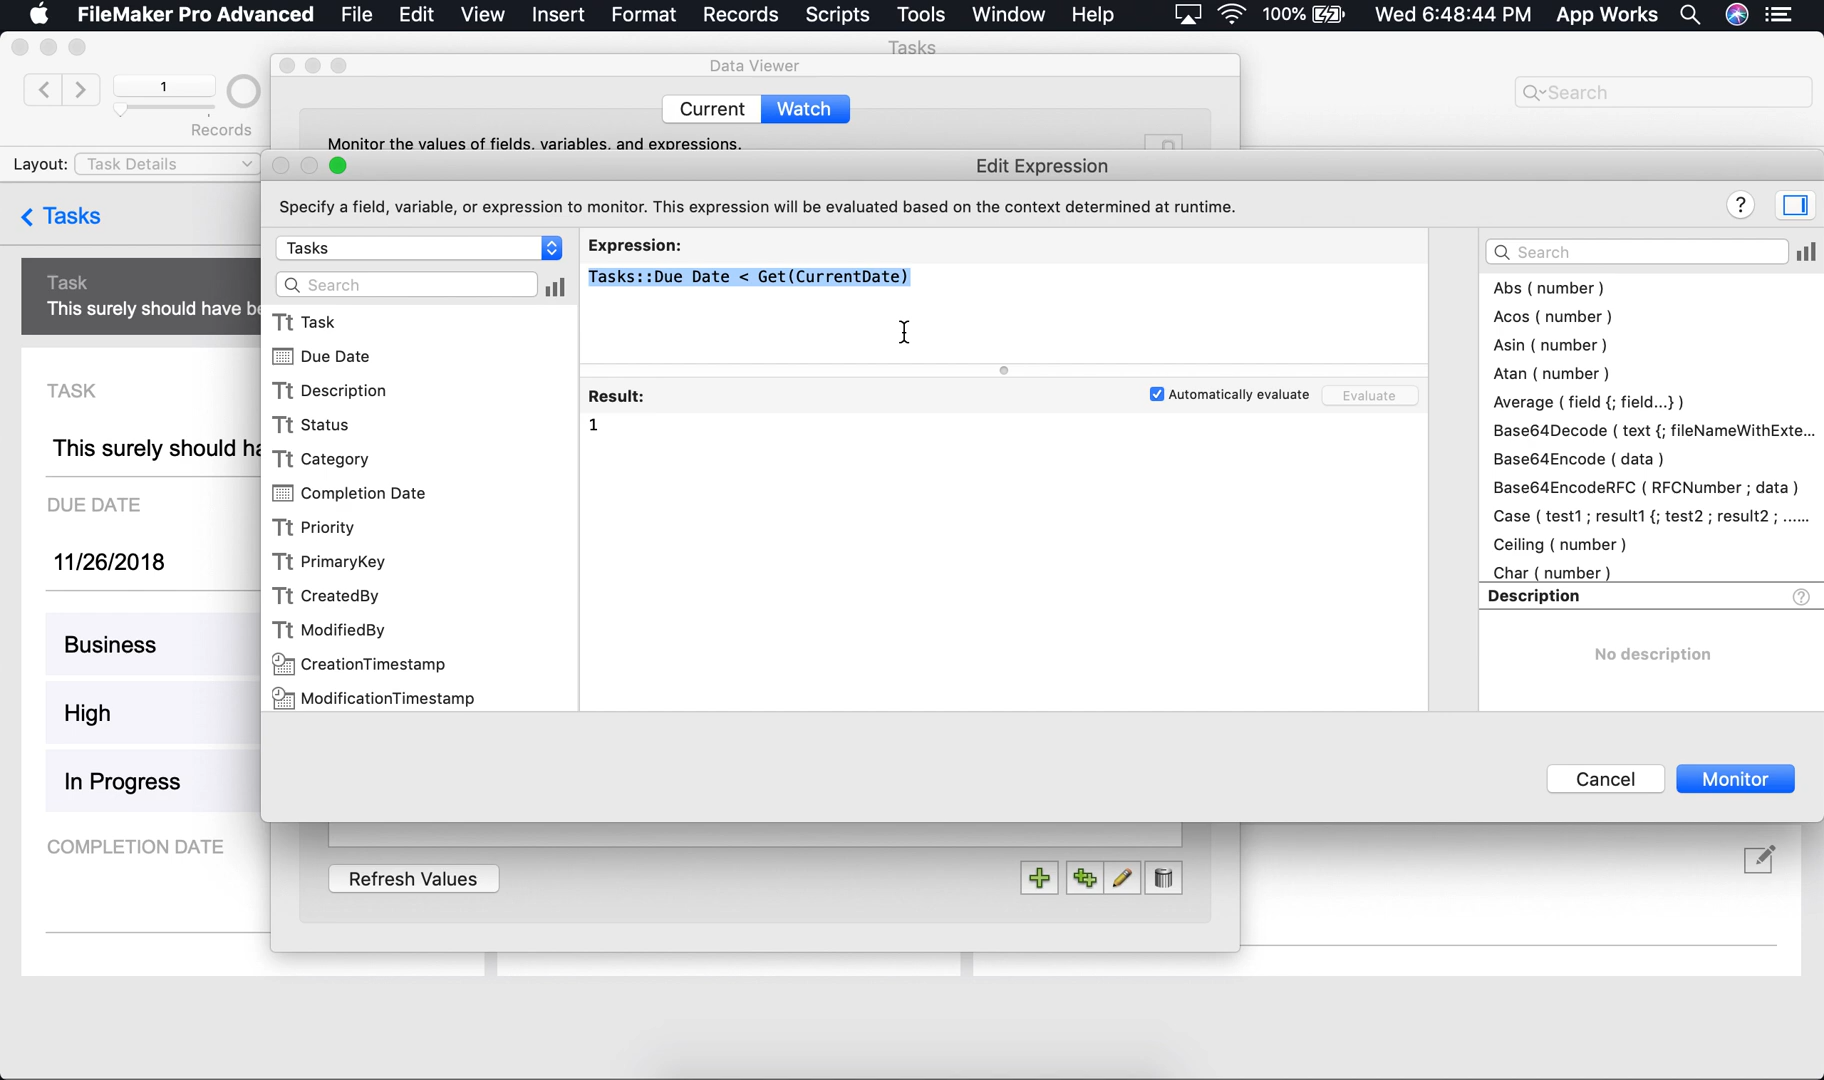 FileMaker Pro Advanced File Edit View Insert Format Records Scripts Tools Window Help 100% Wed 6:48:44 PM App Works
Tasks
Data Viewer
1
Search
Current Watch
Records
Monitor the values of fields, variables, and expressions.
Layout: Task Details
Edit Expression
Tasks
Specify a field, variable, or expression to monitor. This expression will be evaluated based on the context determined at runtime.
?
Tasks
Expression:
Search
Search
Tasks::Due Date < Get(CurrentDate)
Task
This surely should have be
Task
Due Date
Description
Status
Category
Completion Date
Priority
PrimaryKey
CreatedBy
ModifiedBy
CreationTimestamp
ModificationTimestamp
Result:
Automatically evaluate Evaluate
1
Abs ( number )
Acos ( number )
Asin ( number )
Atan ( number )
Average ( field {; field...} )
Base64Decode ( text {; fileNameWithExte...
Base64Encode ( data )
Base64EncodeRFC ( RFCNumber ; data )
Case ( test1 ; result1 {; test2 ; result2 ; ......
Ceiling ( number )
Char ( number )
Description
?
No description
TASK
This surely should ha
DUE DATE
11/26/2018
Business
High
In Progress
COMPLETION DATE
Cancel Monitor
Refresh Values